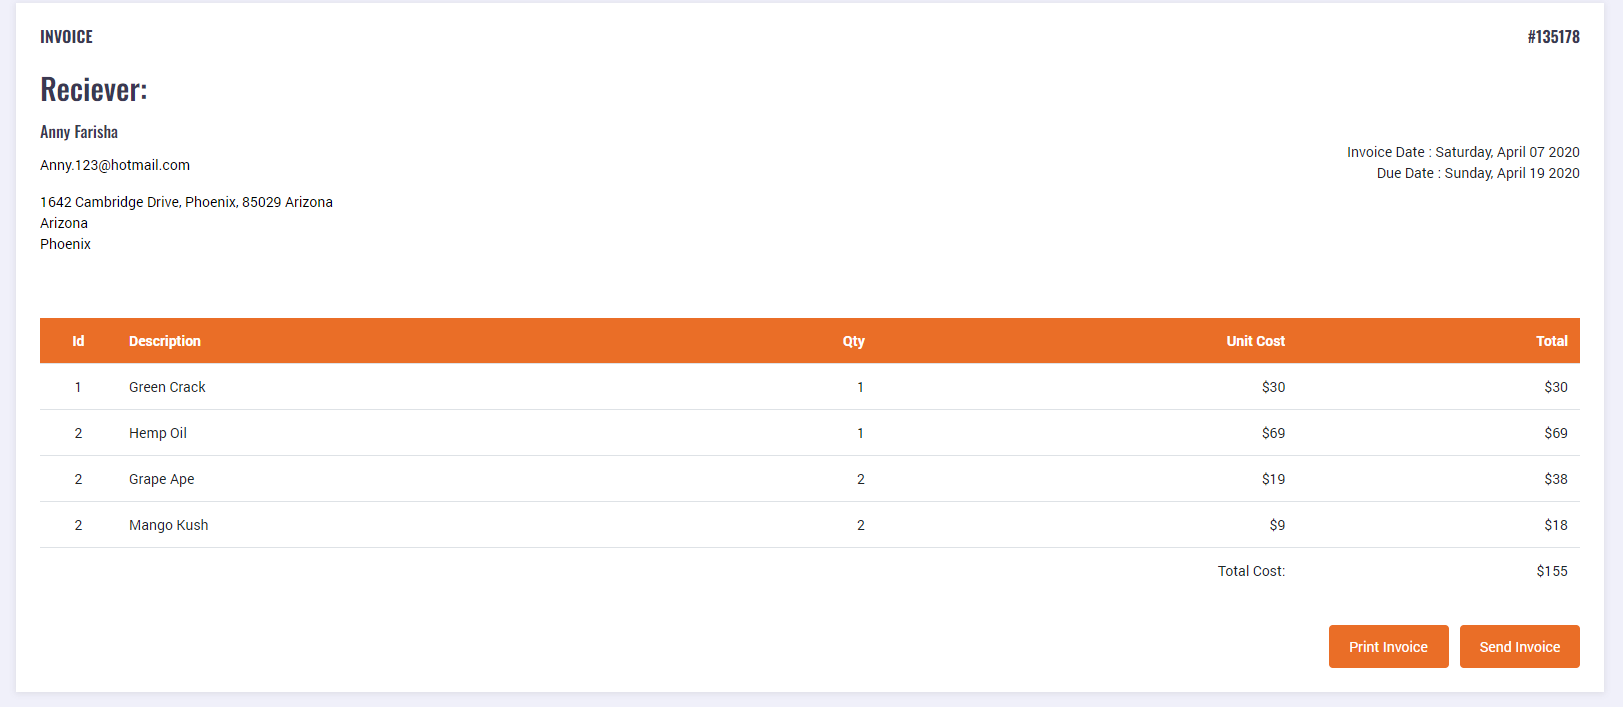 INVOICE #135178
Reciever:
Anny Farisha
Anny.123@hotmail.com
Invoice Date : Saturday, April 07 2020
Due Date : Sunday, April 19 2020
1642 Cambridge Drive, Phoenix, 85029 Arizona
Arizona
Phoenix
Id Description Qty Unit Cost Total
1 Green Crack 1 $30 $30
2 Hemp Oil 1 $69 $69
2 Grape Ape 2 $19 $38
2 Mango Kush 2 $9 $18
Total Cost: $155
Print Invoice Send Invoice